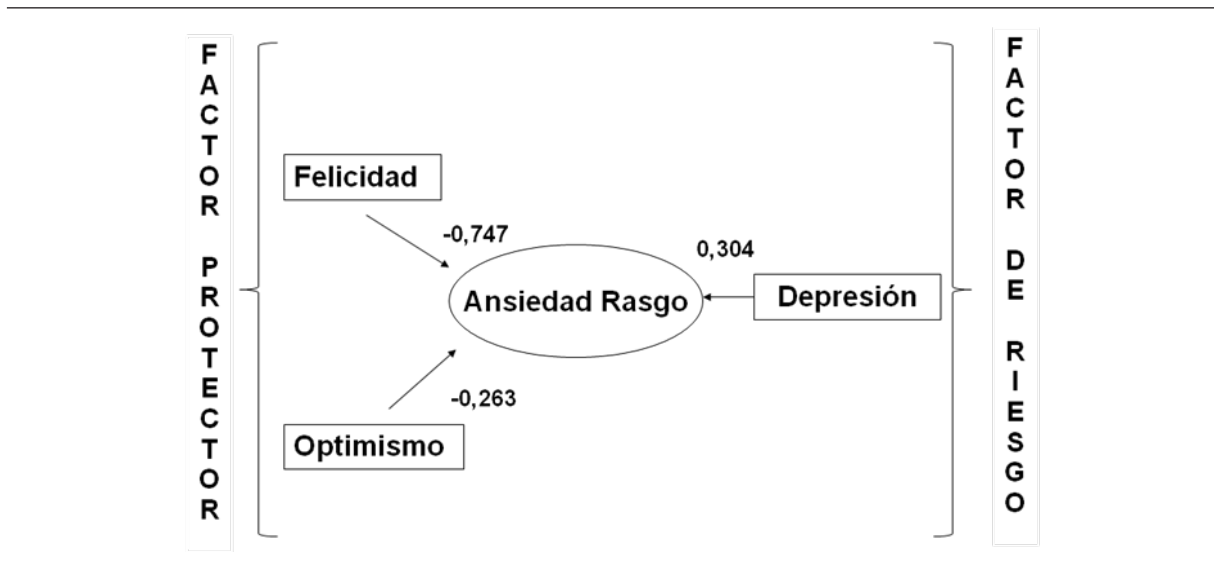 FACTOR PROTECTOR
Felicidad
-0,747
Ansiedad Rasgo
-0,263
Optimismo
0,304
Depresión
FACTOR DE RIESGO